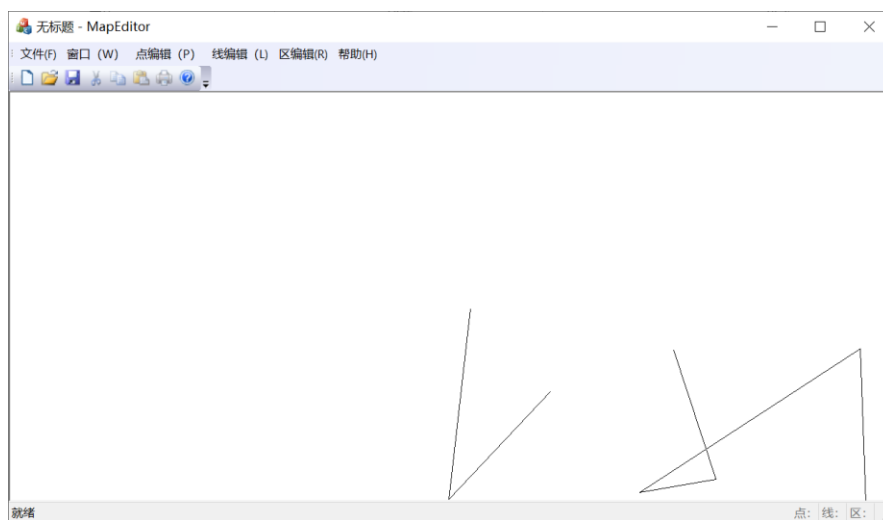 无标题 - MapEditor
文件(F) 窗口 (W) 点编辑 (P) 线编辑 (L) 区编辑(R) 帮助(H)
就绪 点: 线: 区: